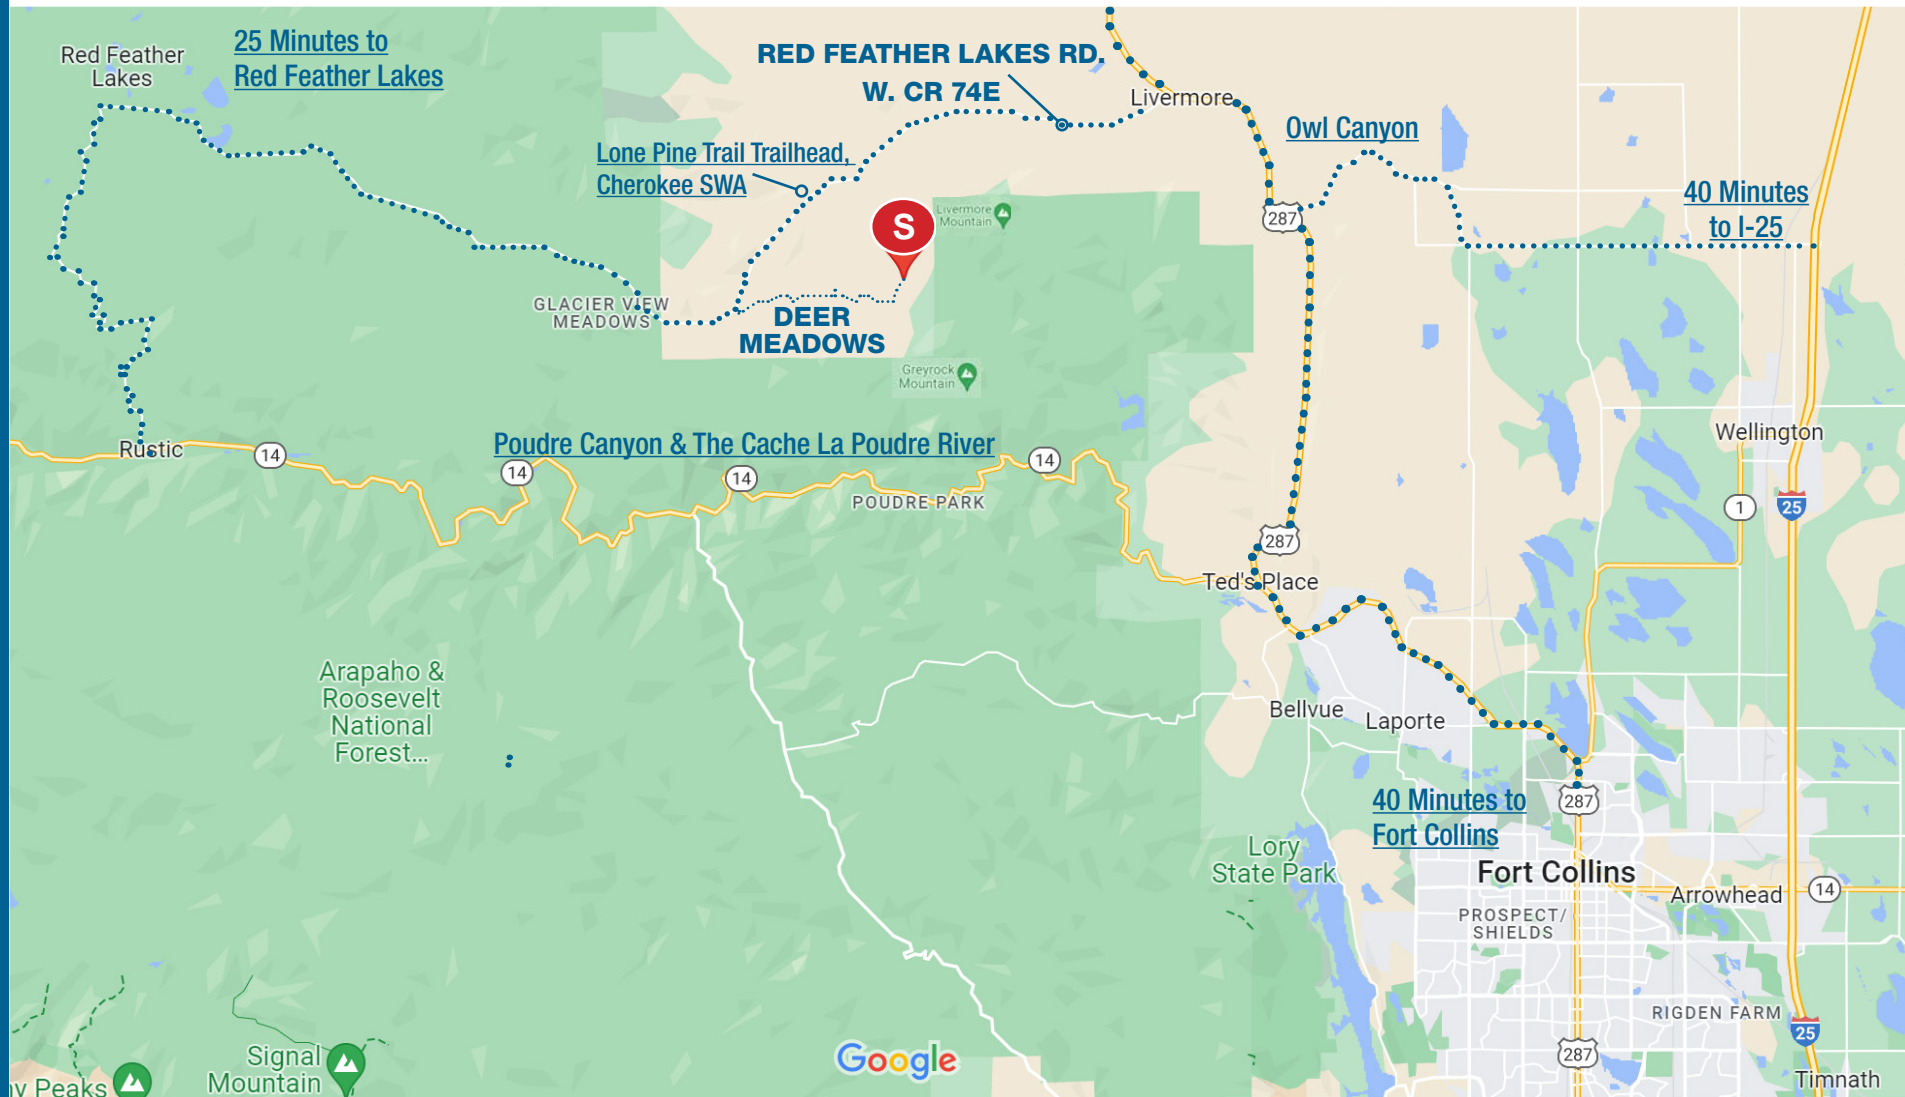 25 Minutes to
Red Feather Lakes
Red Feather
Lakes
RED FEATHER LAKES RD.
W. CR 74E
Livermore
Lone Pine Trail Trailhead,
Cherokee SWA
Owl Canyon
40 Minutes
to I-25
S
Livermore
Mountain
287
GLACIER VIEW
MEADOWS
DEER
MEADOWS
Greyrock
Mountain
Rustic
14
Poudre Canyon & The Cache La Poudre River
14
14
14
POUDRE PARK
Wellington
1
25
287
Ted's Place
Arapaho &
Roosevelt
National
Forest...
Bellvue
Laporte
40 Minutes to
Fort Collins
287
Lory
State Park
Fort Collins
Arrowhead
14
PROSPECT/
SHIELDS
RIGDEN FARM
25
287
Timnath
Google
Signal
Mountain
Peaks